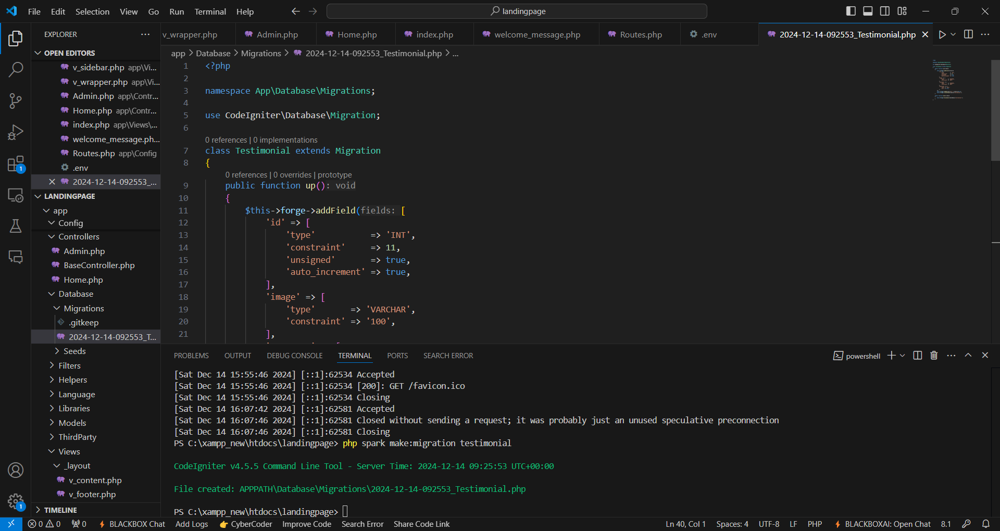 File Edit Selection View Go Run Terminal Help
landingpage
EXPLORER
v_wrapper.php Admin.php Home.php index.php welcome_message.php Routes.php .env 2024-12-14-092553_Testimonial.php
OPEN EDITORS
v_sidebar.php app\Vi...
v_wrapper.php app\Vi...
Admin.php app\Contr...
Home.php app\Contr...
index.php app\Views\...
welcome_message.ph...
Routes.php app\Config
.env
2024-12-14-092553_...
LANDINGPAGE
app
Config
Controllers
Admin.php
BaseController.php
Home.php
Database
Migrations
.gitkeep
2024-12-14-092553_T...
Seeds
Filters
Helpers
Language
Libraries
Models
ThirdParty
Views
_layout
v_content.php
v_footer.php
TIMELINE
1
1
app > Database > Migrations > 2024-12-14-092553_Testimonial.php > ...
1 <?php
2
3 namespace App\Database\Migrations;
4
5 use CodeIgniter\Database\Migration;
6
0 references | 0 implementations
7 class Testimonial extends Migration
8 {
0 references | 0 overrides | prototype
9 public function up(): void
10 {
11 $this->forge->addField(fields: [
12 'id' => [
13 'type' => 'INT',
14 'constraint' => 11,
15 'unsigned' => true,
16 'auto_increment' => true,
17 ],
18 'image' => [
19 'type' => 'VARCHAR',
20 'constraint' => '100',
21 ],
PROBLEMS OUTPUT DEBUG CONSOLE TERMINAL PORTS SEARCH ERROR
powershell
[Sat Dec 14 15:55:46 2024] [::1]:62534 Accepted
[Sat Dec 14 15:55:46 2024] [::1]:62534 [200]: GET /favicon.ico
[Sat Dec 14 15:55:46 2024] [::1]:62534 Closing
[Sat Dec 14 16:07:42 2024] [::1]:62581 Accepted
[Sat Dec 14 16:07:46 2024] [::1]:62581 Closed without sending a request; it was probably just an unused speculative preconnection
[Sat Dec 14 16:07:46 2024] [::1]:62581 Closing
PS C:\xampp_new\htdocs\landingpage> php spark make:migration testimonial
CodeIgniter v4.5.5 Command Line Tool - Server Time: 2024-12-14 09:25:53 UTC+00:00
File created: APPPATH\Database\Migrations\2024-12-14-092553_Testimonial.php
PS C:\xampp_new\htdocs\landingpage>
0 0 0 BLACKBOX Chat Add Logs CyberCoder Improve Code Search Error Share Code Link
Ln 40, Col 1 Spaces: 4 UTF-8 LF PHP BLACKBOXAI: Open Chat 8.1